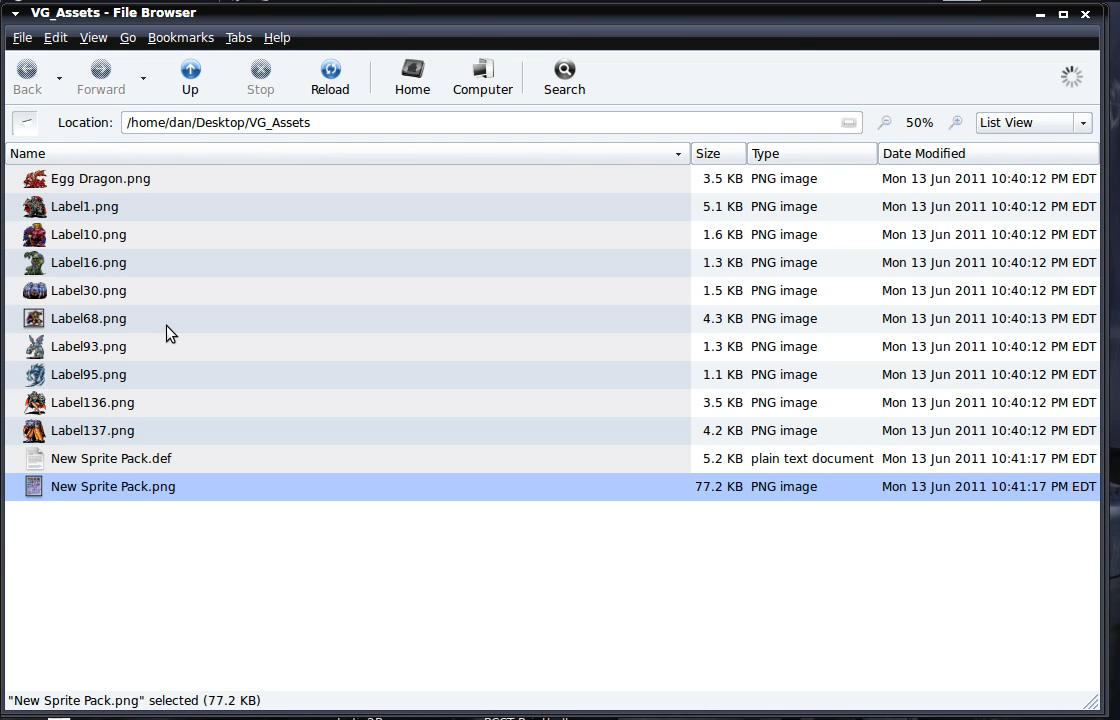 VG_Assets - File Browser
File Edit View Go Bookmarks Tabs Help
Back Forward Up Stop Reload Home Computer Search
Location: /home/dan/Desktop/VG_Assets 50% List View
Name Size Type Date Modified
Egg Dragon.png 3.5 KB PNG image Mon 13 Jun 2011 10:40:12 PM EDT
Label1.png 5.1 KB PNG image Mon 13 Jun 2011 10:40:12 PM EDT
Label10.png 1.6 KB PNG image Mon 13 Jun 2011 10:40:12 PM EDT
Label16.png 1.3 KB PNG image Mon 13 Jun 2011 10:40:12 PM EDT
Label30.png 1.5 KB PNG image Mon 13 Jun 2011 10:40:12 PM EDT
Label68.png 4.3 KB PNG image Mon 13 Jun 2011 10:40:13 PM EDT
Label93.png 1.3 KB PNG image Mon 13 Jun 2011 10:40:12 PM EDT
Label95.png 1.1 KB PNG image Mon 13 Jun 2011 10:40:12 PM EDT
Label136.png 3.5 KB PNG image Mon 13 Jun 2011 10:40:12 PM EDT
Label137.png 4.2 KB PNG image Mon 13 Jun 2011 10:40:12 PM EDT
New Sprite Pack.def 5.2 KB plain text document Mon 13 Jun 2011 10:41:17 PM EDT
New Sprite Pack.png 77.2 KB PNG image Mon 13 Jun 2011 10:41:17 PM EDT
"New Sprite Pack.png" selected (77.2 KB)